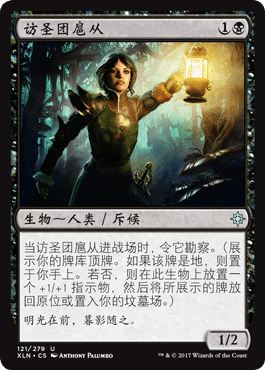 访圣团扈从 1
生物～人类／斥候
当访圣团扈从进战场时，令它勘察。（展
示你的牌库顶牌。如果该牌是地，则置
于你手上。若否，则在此生物上放置一
个 +1/+1 指示物，然后将所展示的牌放
回原位或置入你的坟墓场。）
明光在前，暮影随之。
1/2
121/279 U
XLN • CS ANTHONY PALUMBO
™ & © 2017 Wizards of the Coast